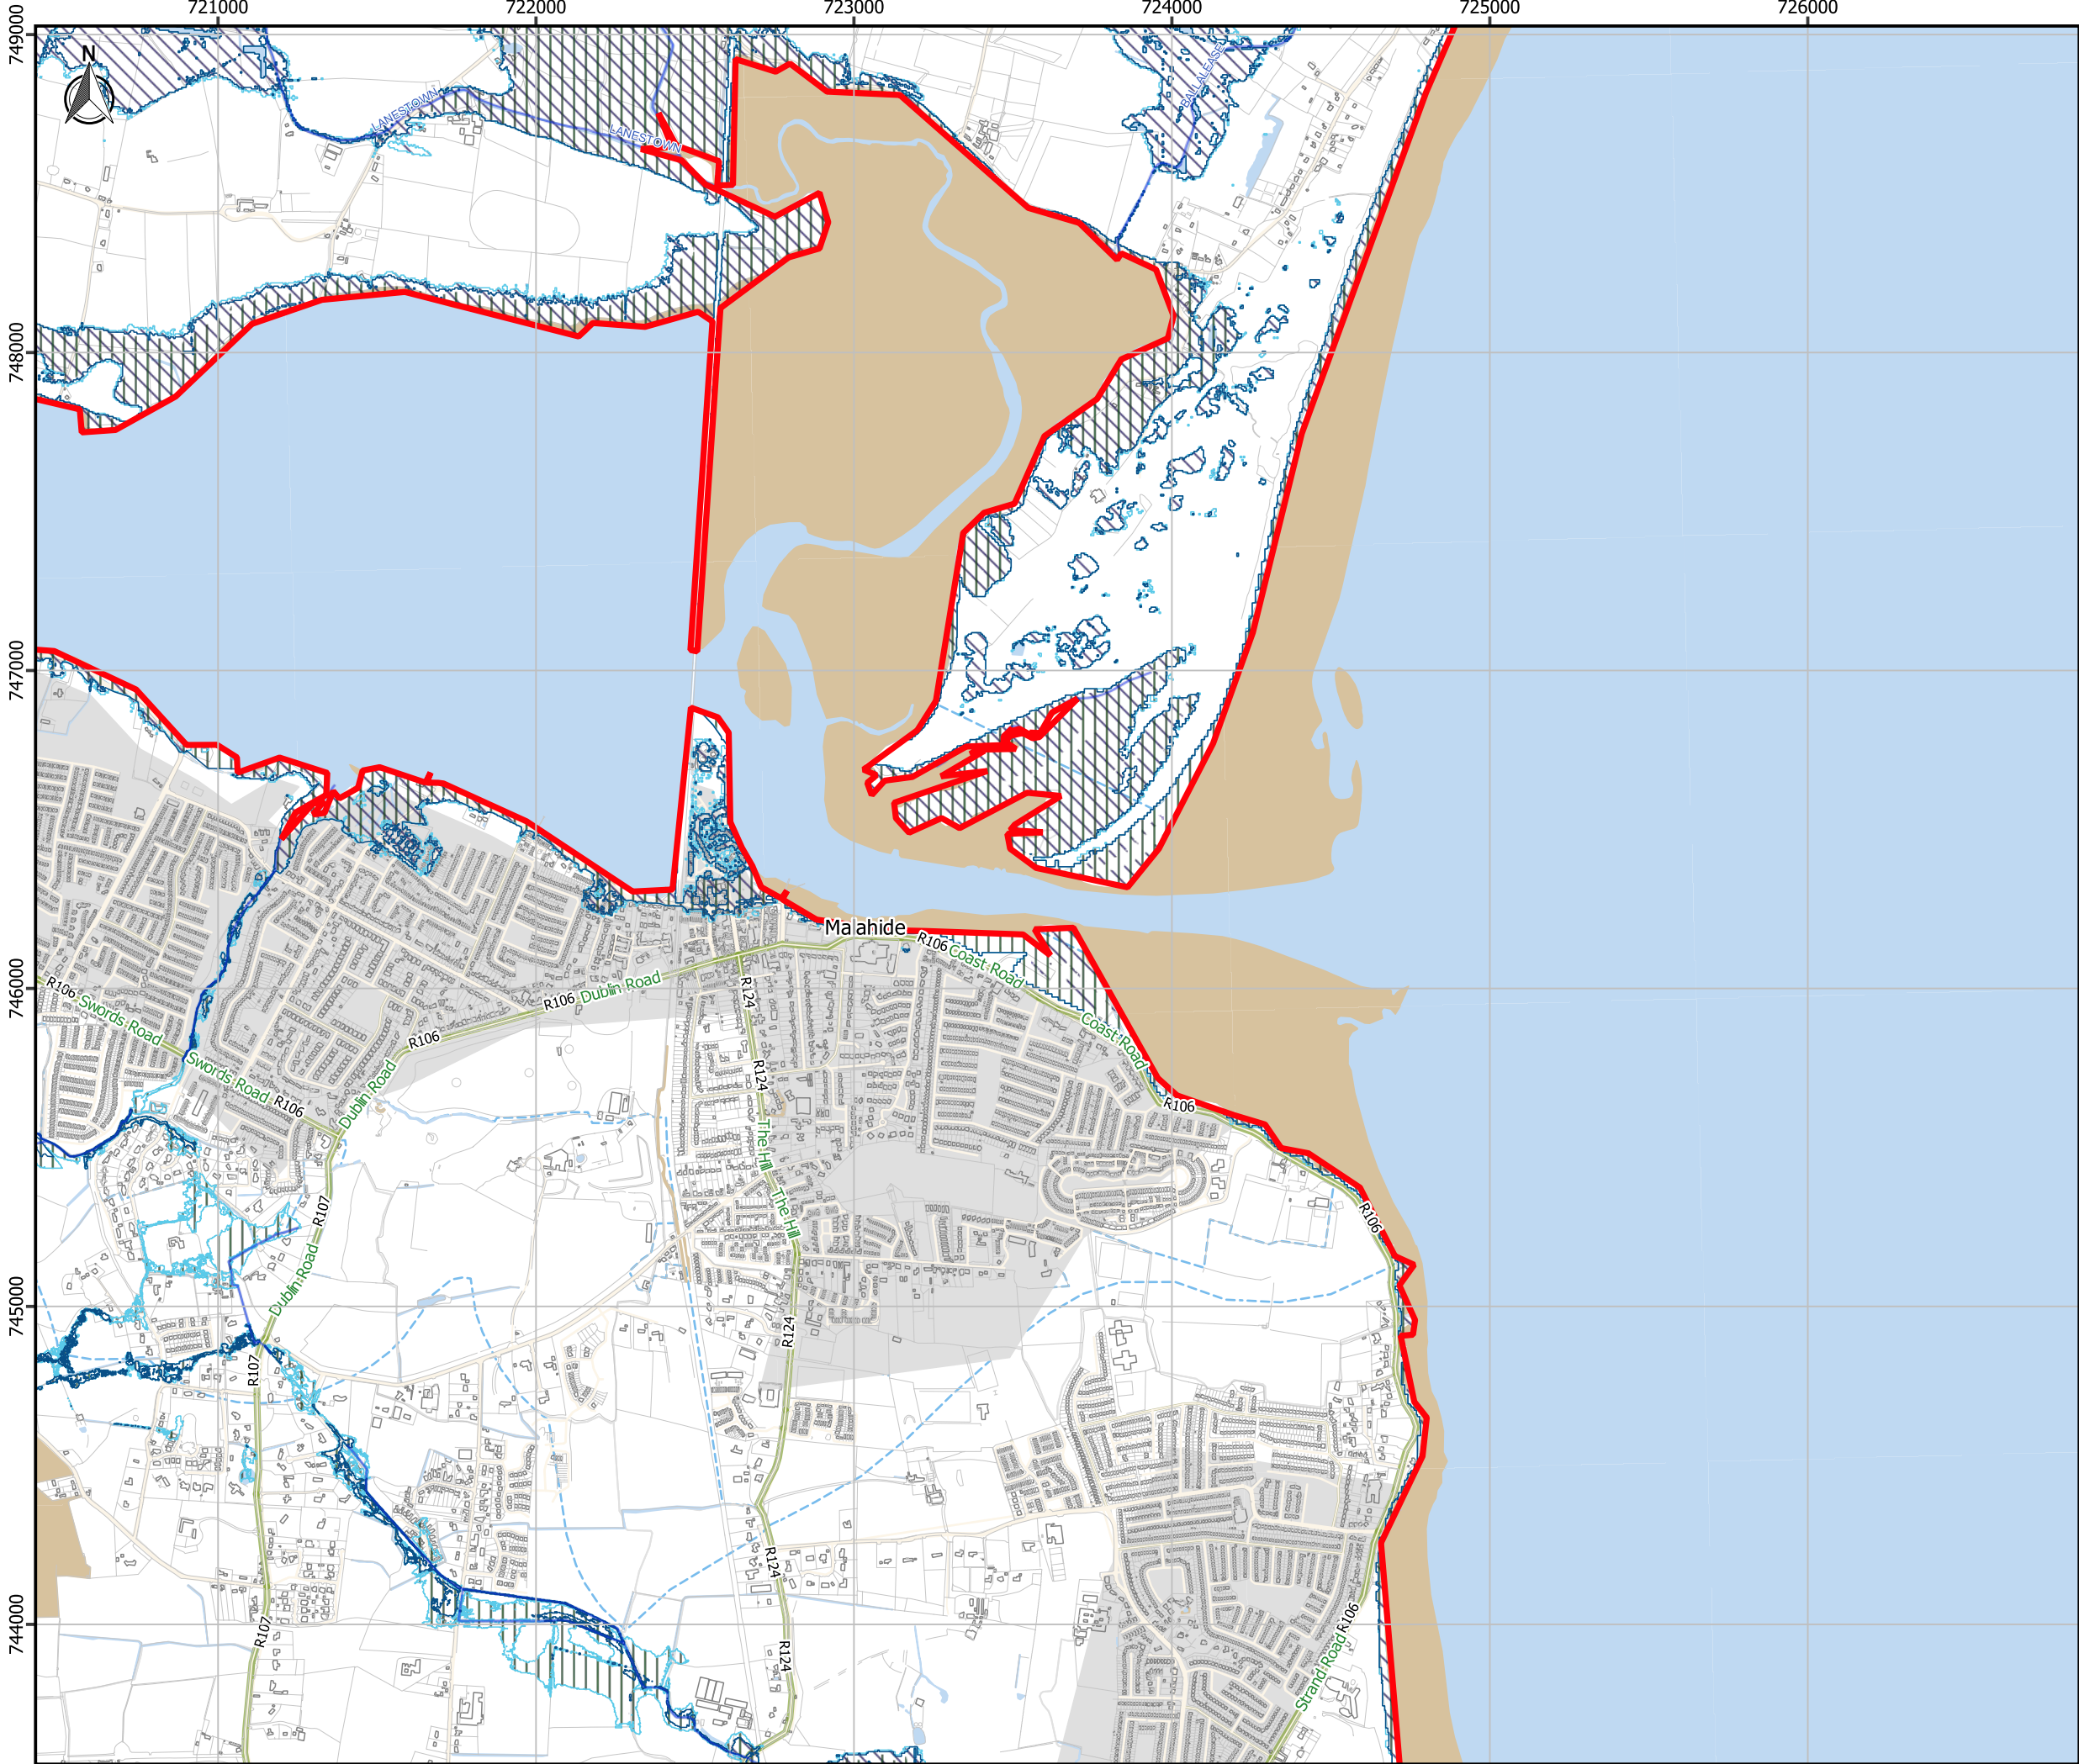 721000
722000
723000
724000
725000
726000
749000
748000
747000
746000
745000
744000
N
LANESTOWN
LANESTOWN
BALLALEASE
Malahide
R106
Coast Road
Coast Road
R106
R106
Swords Road
Swords Road
R106
R106
Dublin Road
R106
Dublin Road
R124
R124
The Hill
The Hill
R107
Dublin Road
R107
R124
R106
R124
R107
R124
R106
Strand Road